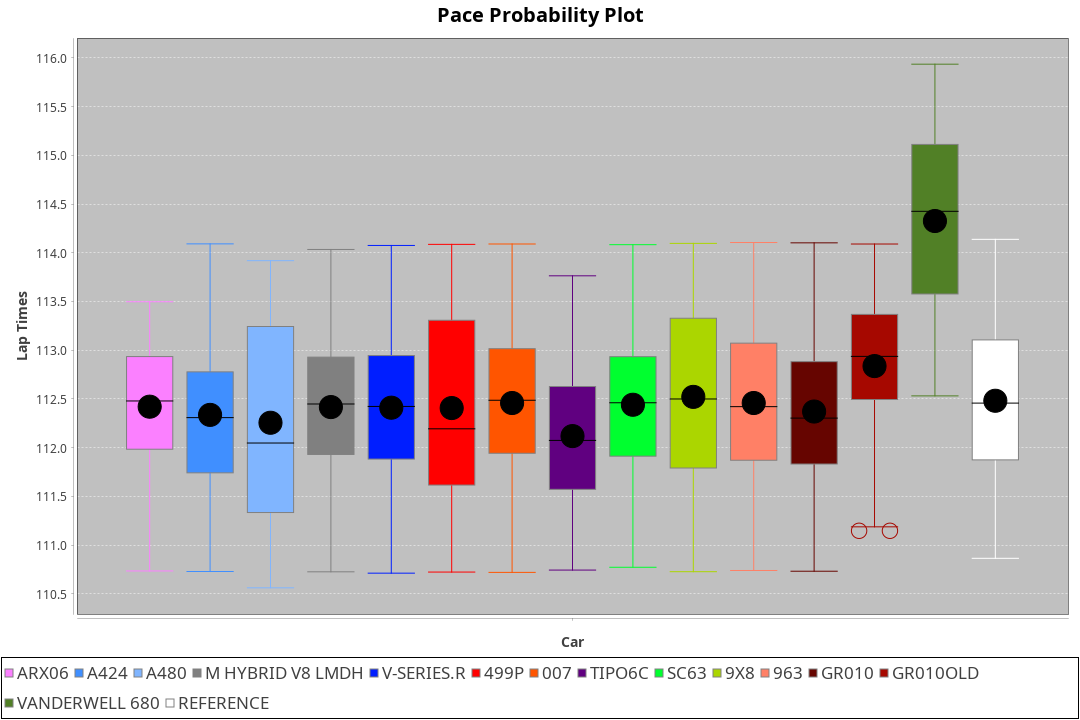 Pace Probability Plot
116.0
115.5
115.0
114.5
114.0
113.5
113.0
112.5
112.0
111.5
111.0
110.5
Lap Times
Car
ARX06 A424 A480 M HYBRID V8 LMDH V-SERIES.R 499P 007 TIPO6C SC63 9X8 963 GR010 GR010OLD
VANDERWELL 680 REFERENCE